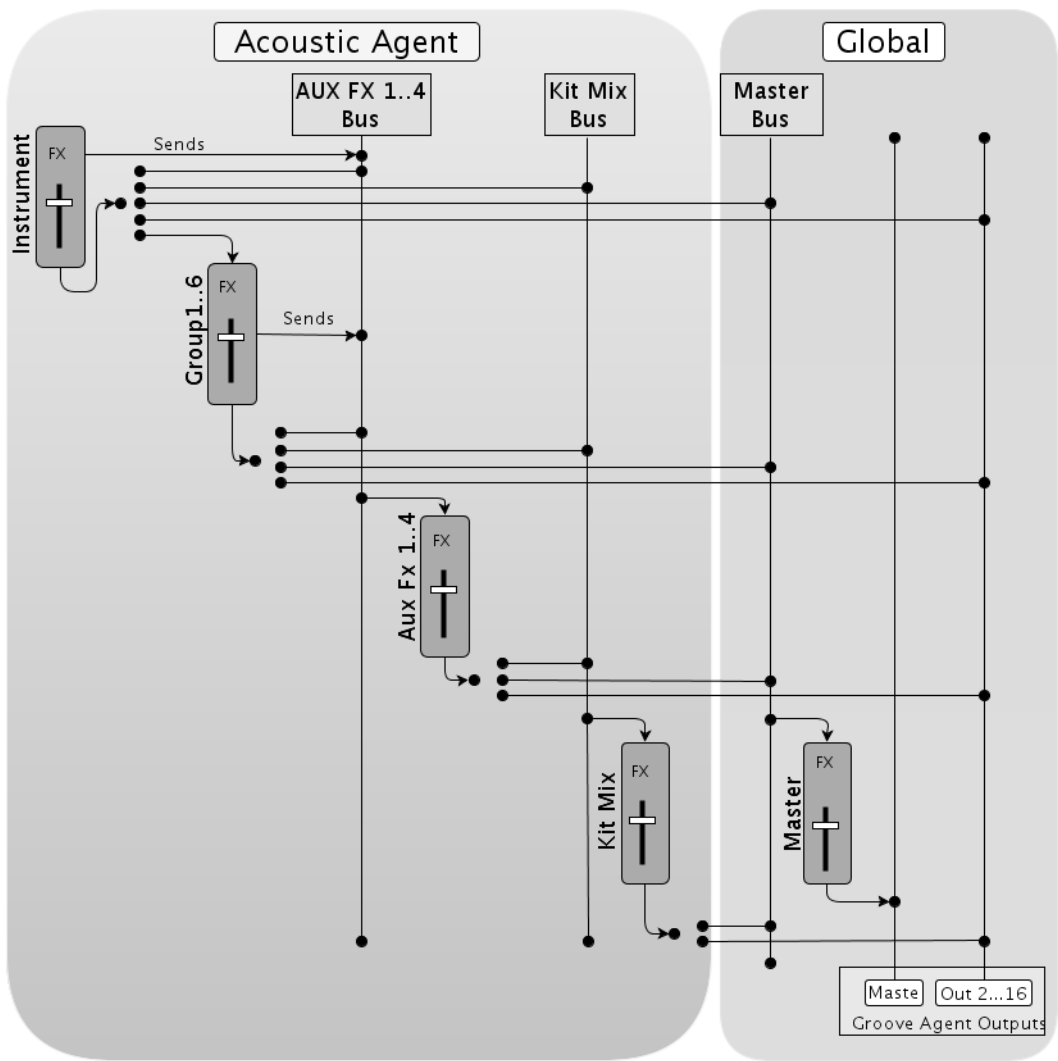 Acoustic Agent
Global
AUX FX 1..4
Bus
Kit Mix
Bus
Master
Bus
Instrument
FX
Sends
Group1..6
FX
Sends
Aux Fx 1..4
FX
Kit Mix
FX
Master
FX
Maste
Out 2...16
Groove Agent Outputs